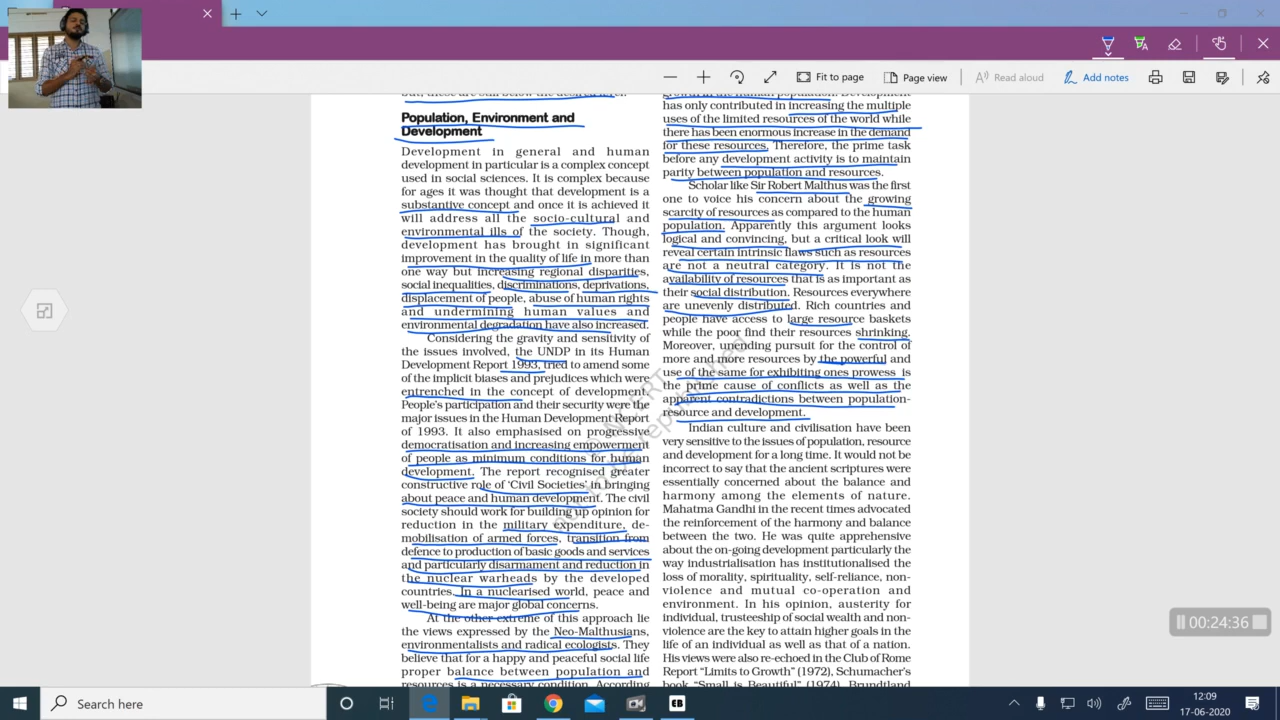 Fit to page
Page view
Read aloud
Add notes
but, these are still below the desired level.
Population, Environment and
Development
Development in general and human
development in particular is a complex concept
used in social sciences. It is complex because
for ages it was thought that development is a
substantive concept and once it is achieved it
will address all the socio-cultural and
environmental ills of the society. Though,
development has brought in significant
improvement in the quality of life in more than
one way but increasing regional disparities,
social inequalities, discriminations, deprivations,
displacement of people, abuse of human rights
and undermining human values and
environmental degradation have also increased.
Considering the gravity and sensitivity of
the issues involved, the UNDP in its Human
Development Report 1993, tried to amend some
of the implicit biases and prejudices which were
entrenched in the concept of development.
People's participation and their security were the
major issues in the Human Development Report
of 1993. It also emphasised on progressive
democratisation and increasing empowerment
of people as minimum conditions for human
development. The report recognised greater
constructive role of 'Civil Societies' in bringing
about peace and human development. The civil
society should work for building up opinion for
reduction in the military expenditure, de-
mobilisation of armed forces, transition from
defence to production of basic goods and services
and particularly disarmament and reduction in
the nuclear warheads by the developed
countries. In a nuclearised world, peace and
well-being are major global concerns.
At the other extreme of this approach lie
the views expressed by the Neo-Malthusians,
environmentalists and radical ecologists. They
believe that for a happy and peaceful social life
proper balance between population and
resources is a necessary condition. According
growth in the human population. Development
has only contributed in increasing the multiple
uses of the limited resources of the world while
there has been enormous increase in the demand
for these resources. Therefore, the prime task
before any development activity is to maintain
parity between population and resources.
Scholar like Sir Robert Malthus was the first
one to voice his concern about the growing
scarcity of resources as compared to the human
population. Apparently this argument looks
logical and convincing, but a critical look will
reveal certain intrinsic flaws such as resources
are not a neutral category. It is not the
availability of resources that is as important as
their social distribution. Resources everywhere
are unevenly distributed. Rich countries and
people have access to large resource baskets
while the poor find their resources shrinking.
Moreover, unending pursuit for the control of
more and more resources by the powerful and
use of the same for exhibiting ones prowess is
the prime cause of conflicts as well as the
apparent contradictions between population-
resource and development.
Indian culture and civilisation have been
very sensitive to the issues of population, resource
and development for a long time. It would not be
incorrect to say that the ancient scriptures were
essentially concerned about the balance and
harmony among the elements of nature.
Mahatma Gandhi in the recent times advocated
the reinforcement of the harmony and balance
between the two. He was quite apprehensive
about the on-going development particularly the
way industrialisation has institutionalised the
loss of morality, spirituality, self-reliance, non-
violence and mutual co-operation and
environment. In his opinion, austerity for
individual, trusteeship of social wealth and non-
violence are the key to attain higher goals in the
life of an individual as well as that of a nation.
His views were also re-echoed in the Club of Rome
Report "Limits to Growth" (1972), Schumacher's
book "Small is Beautiful" (1974), Brundtland
00:24:36
Search here
EB
12:09
17-06-2020